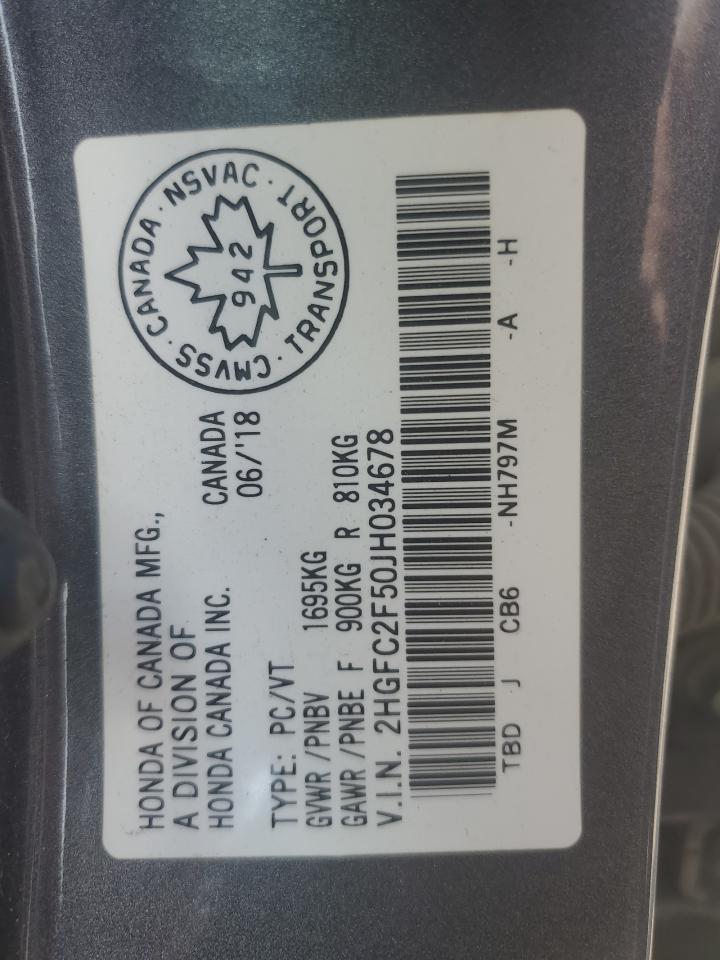 HONDA OF CANADA MFG.,
A DIVISION OF
HONDA CANADA INC.
CANADA
06/'18
CMVSS · CANADA · NSVAC · TRANSPORT ·
942
TYPE: PC/VT
GVWR /PNBV 1695KG
GAWR /PNBE F 900KG R 810KG
V.I.N. 2HGFC2F50JH034678
TBD J CB6 -NH797M -A -H